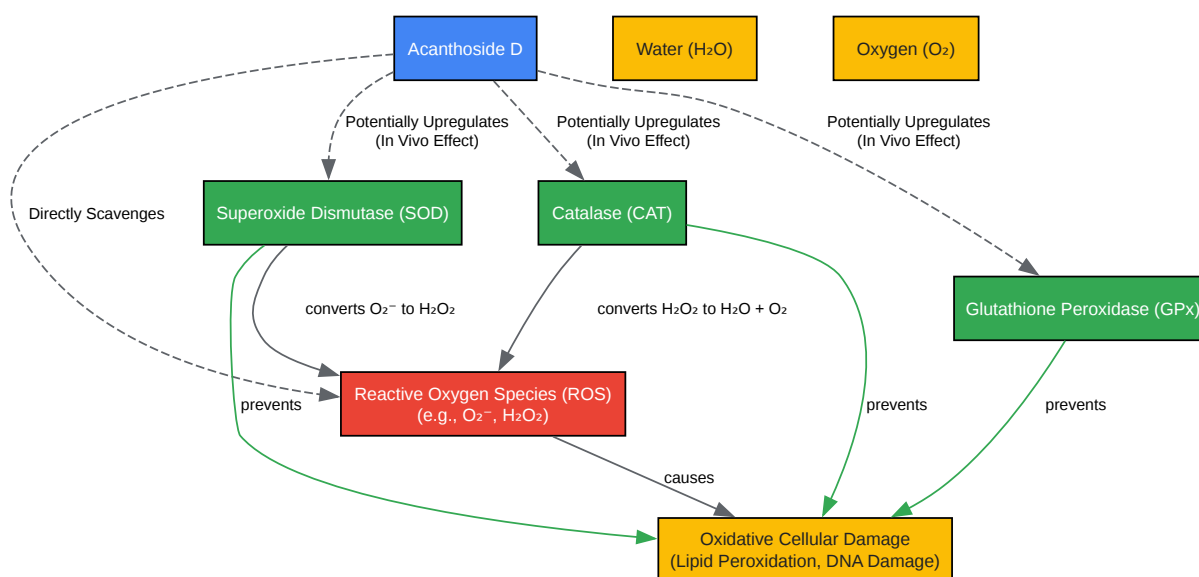 Acanthoside D
Water (H₂O)
Oxygen (O₂)
Potentially Upregulates
(In Vivo Effect)
Potentially Upregulates
(In Vivo Effect)
Potentially Upregulates
(In Vivo Effect)
Directly Scavenges
Superoxide Dismutase (SOD)
Catalase (CAT)
Glutathione Peroxidase (GPx)
converts O₂⁻ to H₂O₂
converts H₂O₂ to H₂O + O₂
Reactive Oxygen Species (ROS)
(e.g., O₂⁻, H₂O₂)
prevents
prevents
prevents
causes
Oxidative Cellular Damage
(Lipid Peroxidation, DNA Damage)